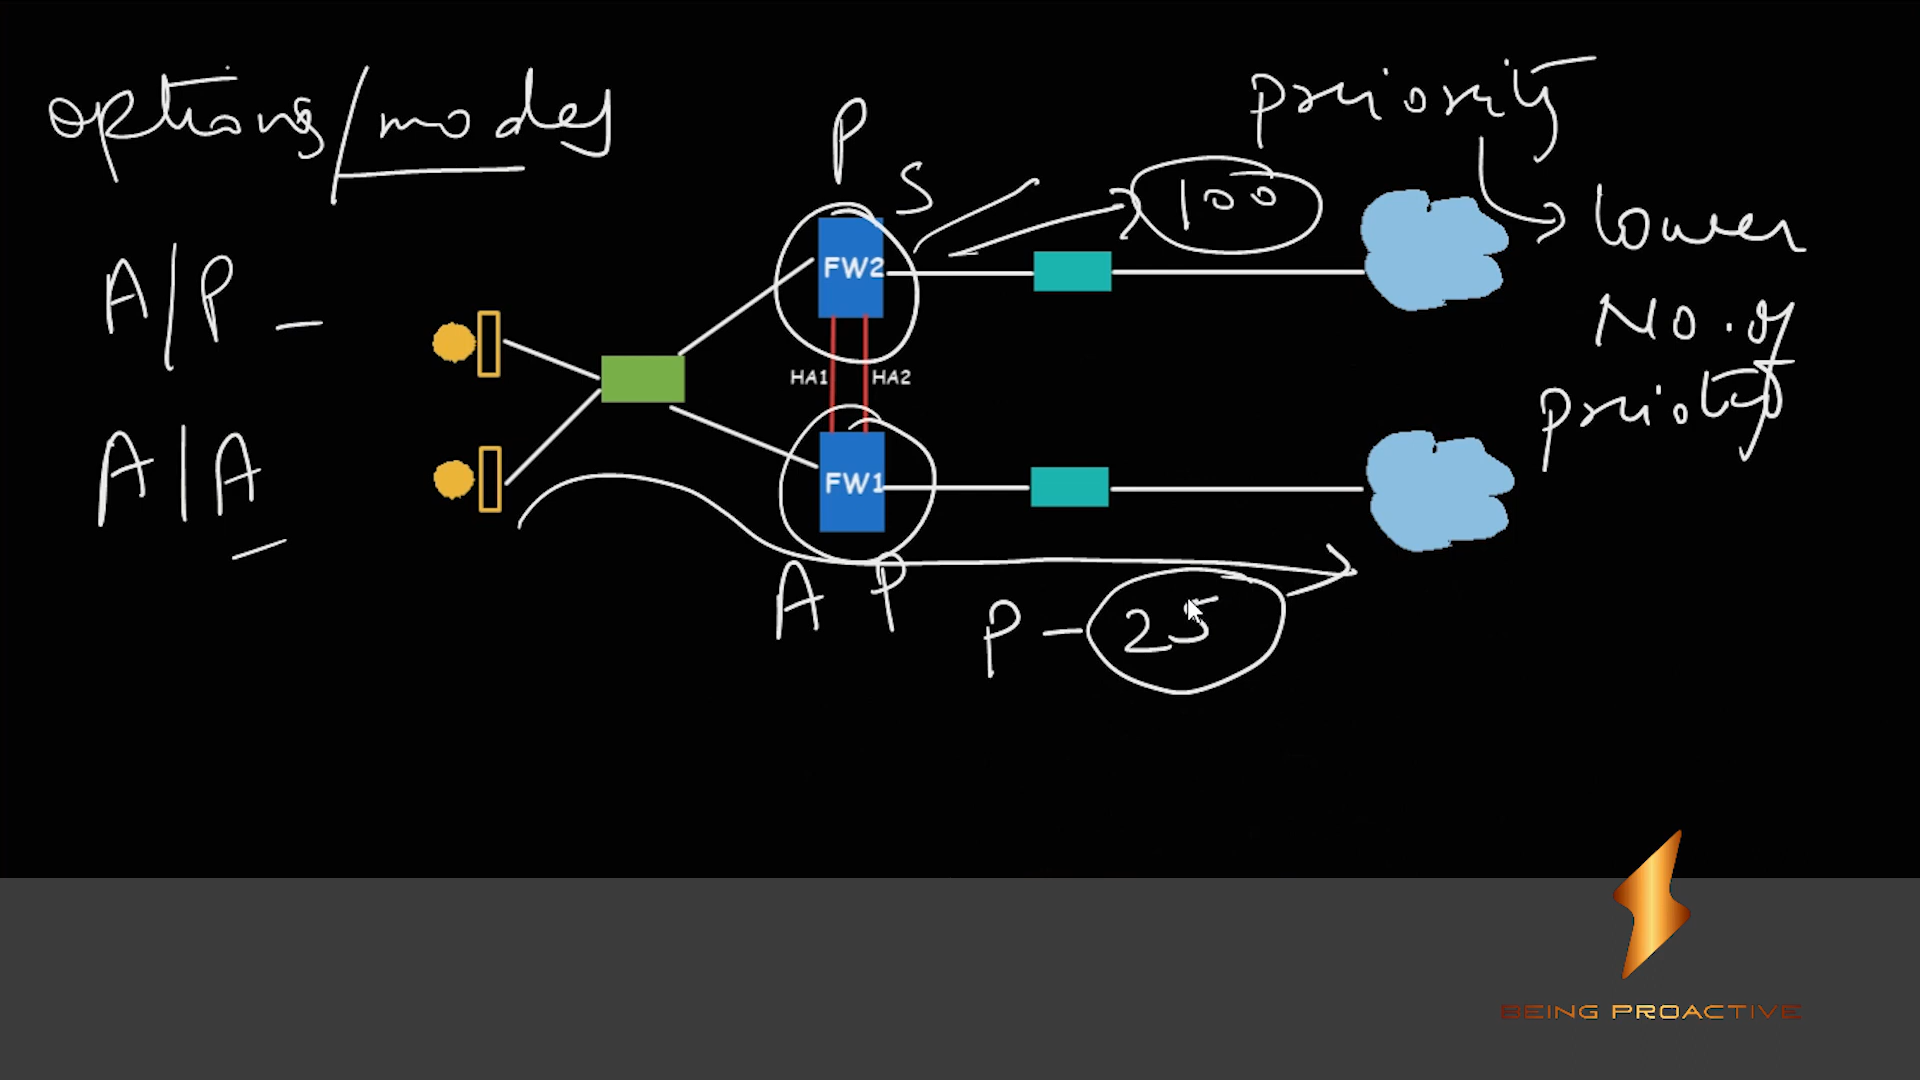 options/modes
priority
P
S
100
lower
No. of
A/P -
FW2
HA1 HA2
priority
A/A
FW1
A P
P - 25
BEING PROACTIVE